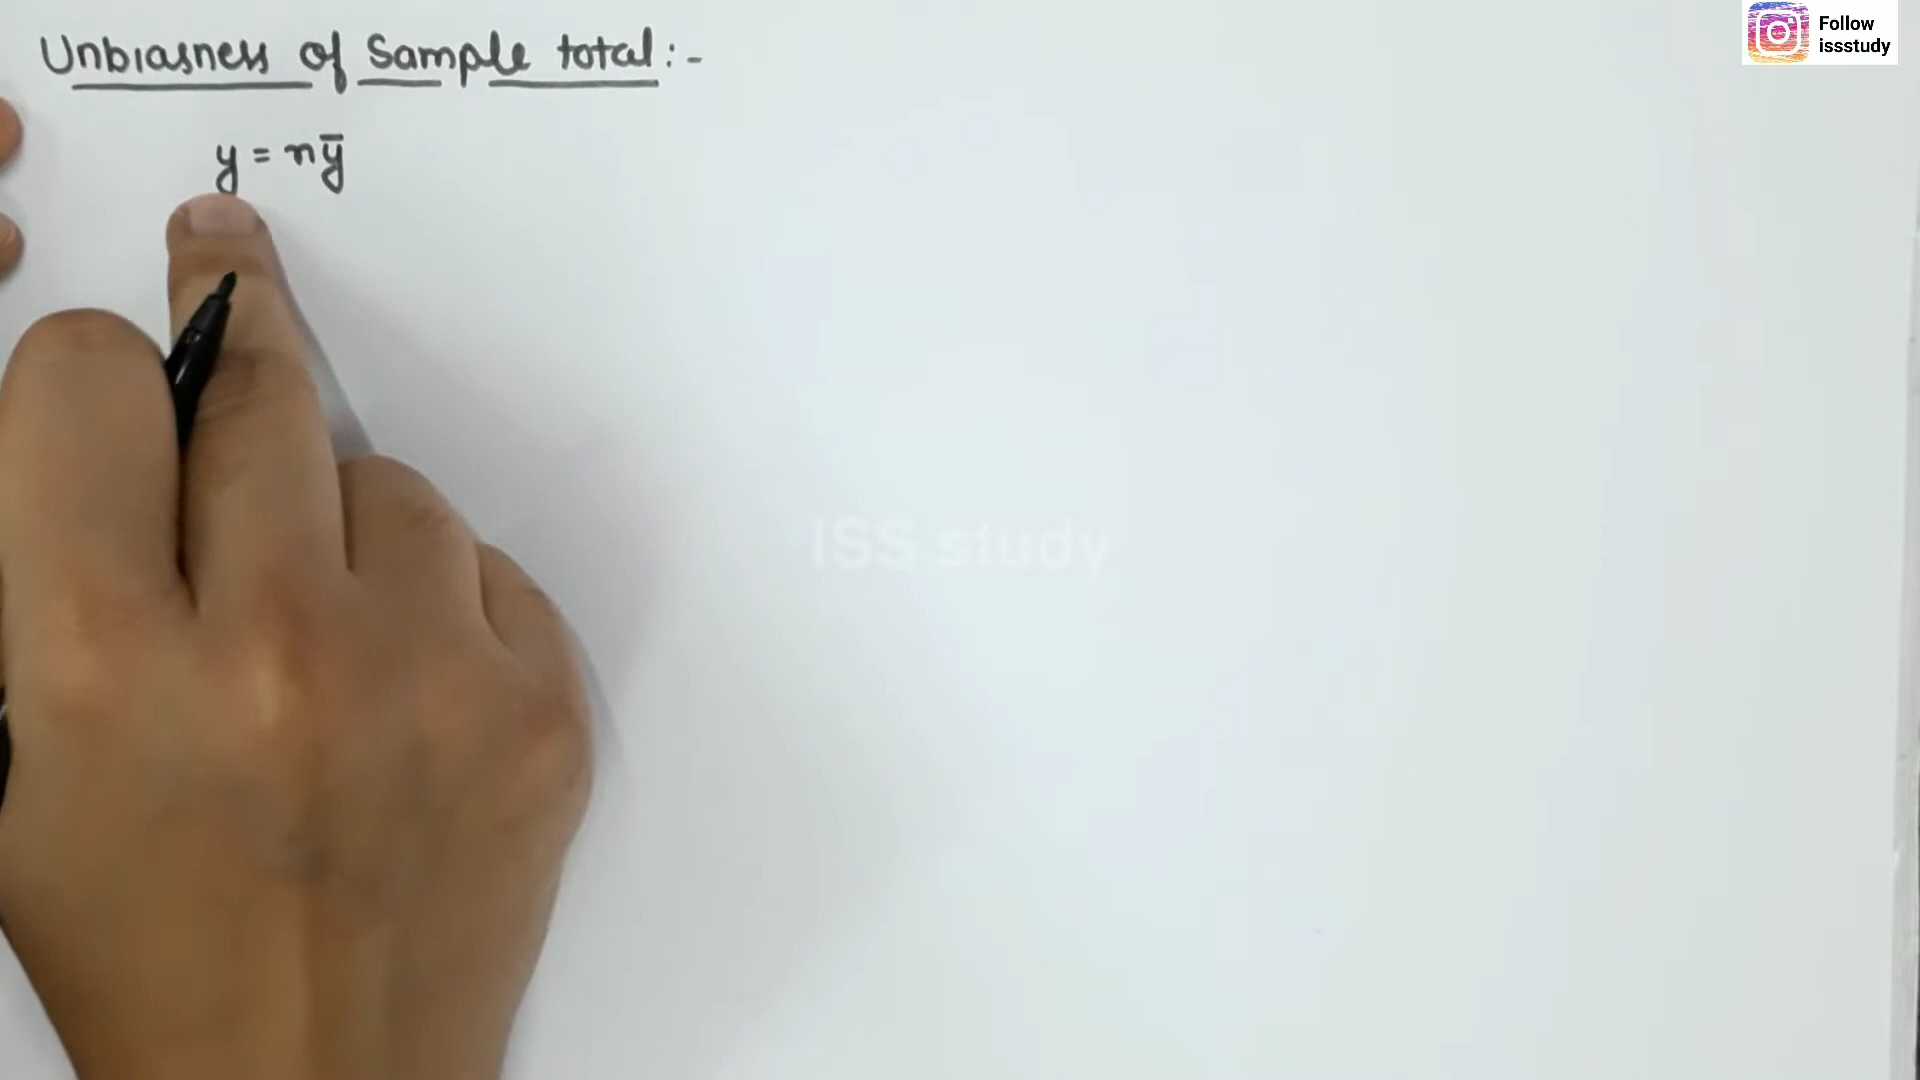 Unbiasness of Sample total:-
y = nȳ
Follow
issstudy
ISS study